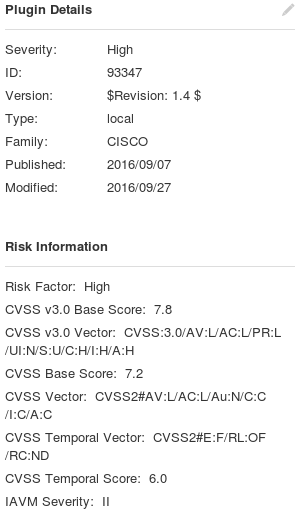 Plugin Details
Severity: High
ID: 93347
Version: $Revision: 1.4 $
Type: local
Family: CISCO
Published: 2016/09/07
Modified: 2016/09/27
Risk Information
Risk Factor: High
CVSS v3.0 Base Score: 7.8
CVSS v3.0 Vector: CVSS:3.0/AV:L/AC:L/PR:L
/UI:N/S:U/C:H/I:H/A:H
CVSS Base Score: 7.2
CVSS Vector: CVSS2#AV:L/AC:L/Au:N/C:C
/I:C/A:C
CVSS Temporal Vector: CVSS2#E:F/RL:OF
/RC:ND
CVSS Temporal Score: 6.0
IAVM Severity: II